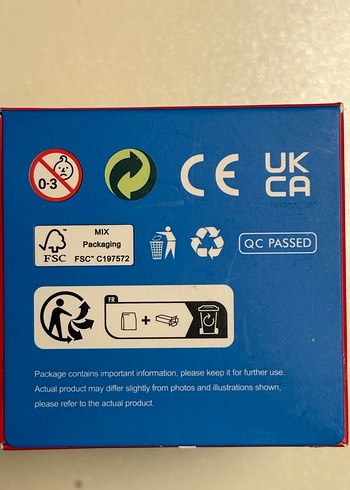 0-3
CE
UK
CA
FSC
MIX
Packaging
FSC™ C197572
QC PASSED
FR
+
Package contains important information, please keep it for further use.
Actual product may differ slightly from photos and illustrations shown,
please refer to the actual product.